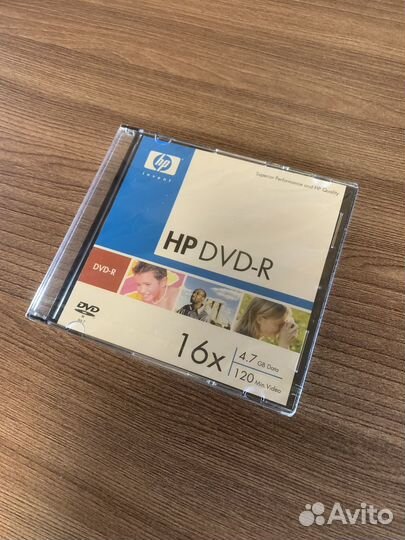 hp
invent
Superior Performance and HP Quality
HP DVD-R
DVD-R
DVD
R
16x
4.7 GB Data
120 Min Video
Avito